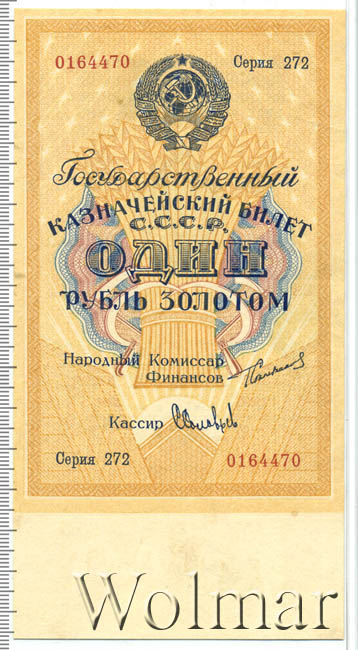 0164470 Серия 272
Государственный
КАЗНАЧЕЙСКИЙ БИЛЕТ
С.С.С.Р.
ОДИН
РУБЛЬ ЗОЛОТОМ
Народный Комиссар
Финансов
Кассир
Серия 272 0164470
Wolmar